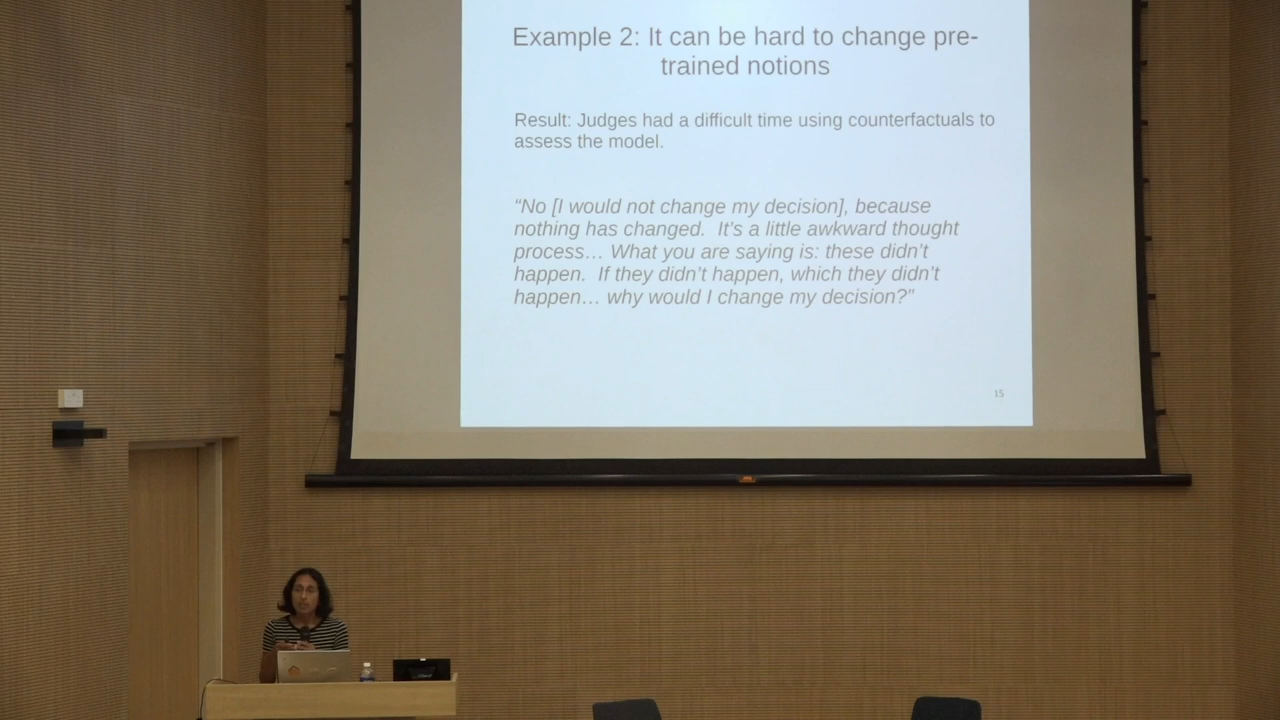 Example 2: It can be hard to change pre-
trained notions
Result: Judges had a difficult time using counterfactuals to
assess the model.
“No [I would not change my decision], because
nothing has changed.  It’s a little awkward thought
process… What you are saying is: these didn’t
happen.  If they didn’t happen, which they didn’t
happen… why would I change my decision?”
15